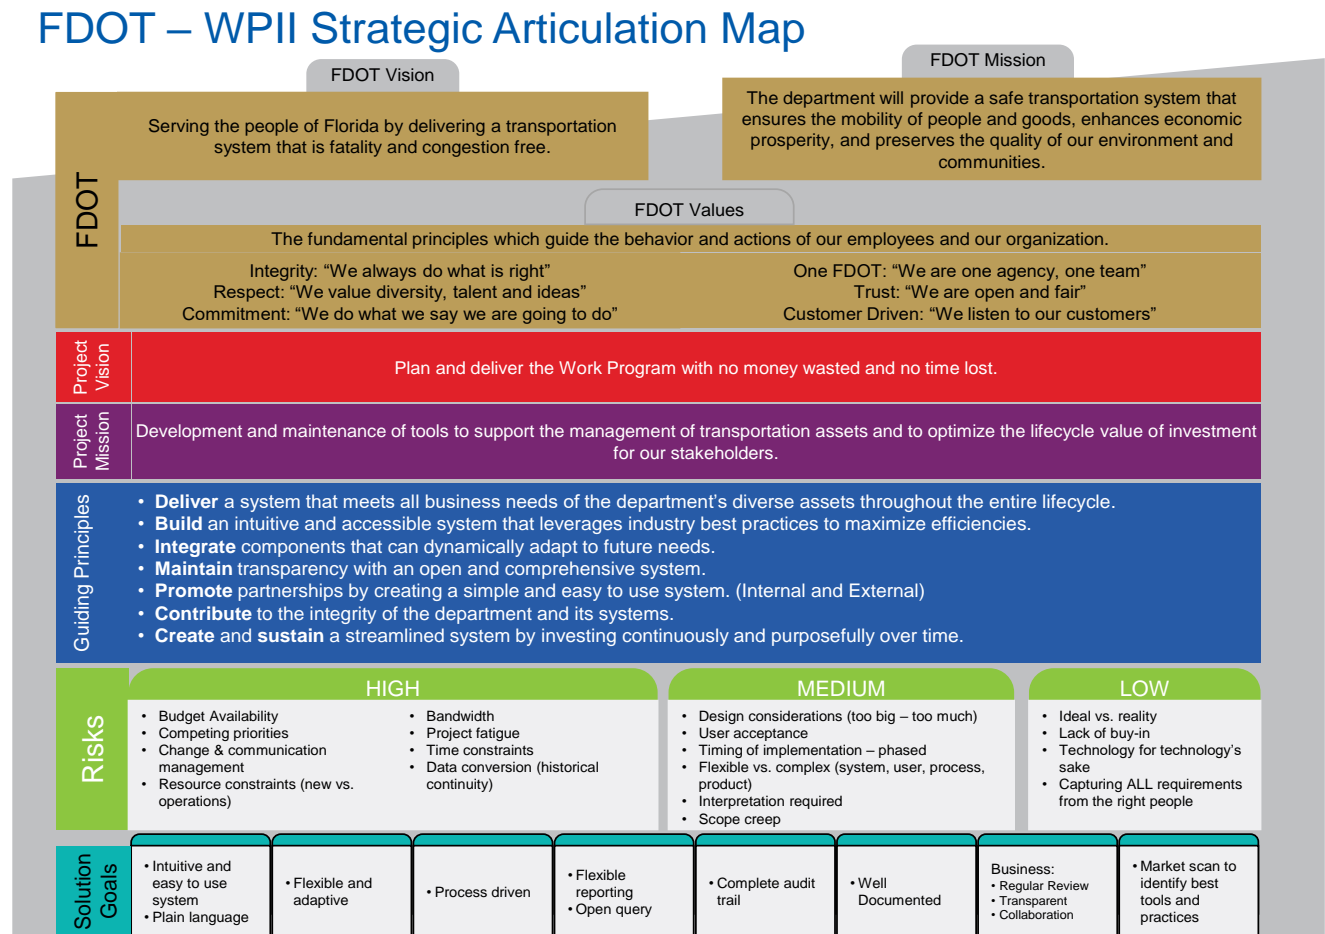 FDOT – WPII Strategic Articulation Map
FDOT Vision
FDOT Mission
Serving the people of Florida by delivering a transportation
system that is fatality and congestion free.
The department will provide a safe transportation system that
ensures the mobility of people and goods, enhances economic
prosperity, and preserves the quality of our environment and
communities.
FDOT
FDOT Values
The fundamental principles which guide the behavior and actions of our employees and our organization.
Integrity: “We always do what is right”
Respect: “We value diversity, talent and ideas”
Commitment: “We do what we say we are going to do”
One FDOT: “We are one agency, one team”
Trust: “We are open and fair”
Customer Driven: “We listen to our customers”
Project
Vision
Plan and deliver the Work Program with no money wasted and no time lost.
Project
Mission
Development and maintenance of tools to support the management of transportation assets and to optimize the lifecycle value of investment
for our stakeholders.
Guiding Principles
• Deliver a system that meets all business needs of the department’s diverse assets throughout the entire lifecycle.
• Build an intuitive and accessible system that leverages industry best practices to maximize efficiencies.
• Integrate components that can dynamically adapt to future needs.
• Maintain transparency with an open and comprehensive system.
• Promote partnerships by creating a simple and easy to use system. (Internal and External)
• Contribute to the integrity of the department and its systems.
• Create and sustain a streamlined system by investing continuously and purposefully over time.
Risks
HIGH
• Budget Availability
• Competing priorities
• Change & communication
management
• Resource constraints (new vs.
operations)
• Bandwidth
• Project fatigue
• Time constraints
• Data conversion (historical
continuity)
MEDIUM
• Design considerations (too big – too much)
• User acceptance
• Timing of implementation – phased
• Flexible vs. complex (system, user, process,
product)
• Interpretation required
• Scope creep
LOW
• Ideal vs. reality
• Lack of buy-in
• Technology for technology’s
sake
• Capturing ALL requirements
from the right people
Solution
Goals
• Intuitive and
easy to use
system
• Plain language
• Flexible and
adaptive
• Process driven
• Flexible
reporting
• Open query
• Complete audit
trail
• Well
Documented
Business:
• Regular Review
• Transparent
• Collaboration
• Market scan to
identify best
tools and
practices